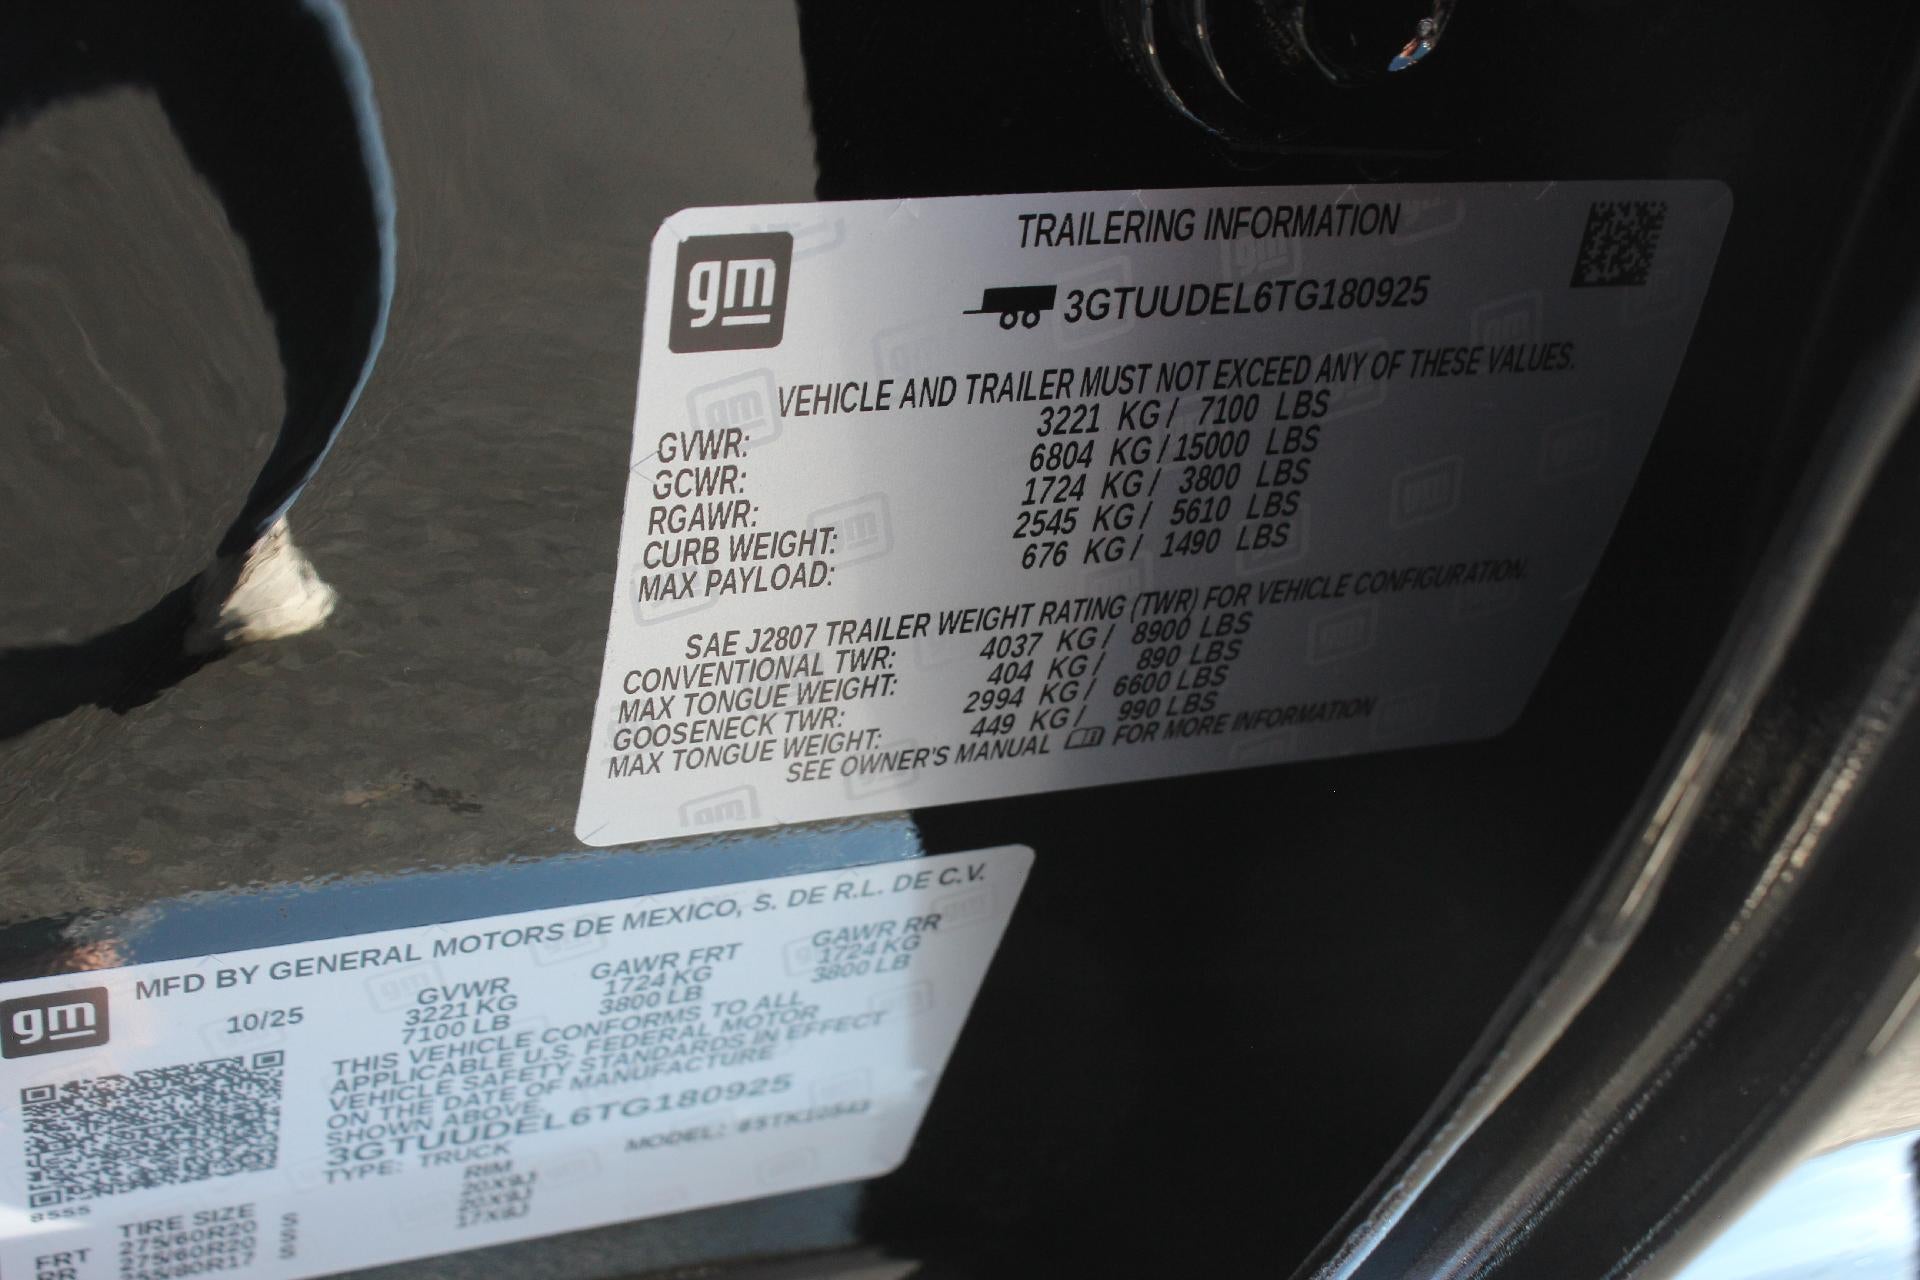 gm
TRAILERING INFORMATION
3GTUUDEL6TG180925
VEHICLE AND TRAILER MUST NOT EXCEED ANY OF THESE VALUES.
GVWR: 3221 KG/ 7100 LBS
GCWR: 6804 KG/15000 LBS
RGAWR: 1724 KG/ 3800 LBS
CURB WEIGHT: 2545 KG/ 5610 LBS
MAX PAYLOAD: 676 KG/ 1490 LBS
SAE J2807 TRAILER WEIGHT RATING (TWR) FOR VEHICLE CONFIGURATION.
CONVENTIONAL TWR: 4037 KG/ 8900 LBS
MAX TONGUE WEIGHT: 404 KG/ 890 LBS
GOOSENECK TWR: 2994 KG/ 6600 LBS
MAX TONGUE WEIGHT: 449 KG/ 990 LBS
SEE OWNER'S MANUAL FOR MORE INFORMATION
MFD BY GENERAL MOTORS DE MEXICO, S. DE R.L. DE C.V.
gm
10/25
GVWR GAWR FRT GAWR RR
3221 KG 1724 KG 1724 KG
7100 LB 3800 LB 3800 LB
THIS VEHICLE CONFORMS TO ALL
APPLICABLE U.S. FEDERAL MOTOR
VEHICLE SAFETY STANDARDS IN EFFECT
ON THE DATE OF MANUFACTURE
SHOWN ABOVE.
3GTUUDEL6TG180925
TYPE: TRUCK MODEL:
8555
TIRE SIZE RIM
FRT 275/60R20 S 20X9J
RR 275/60R20 S 20X9J
S 17X8J